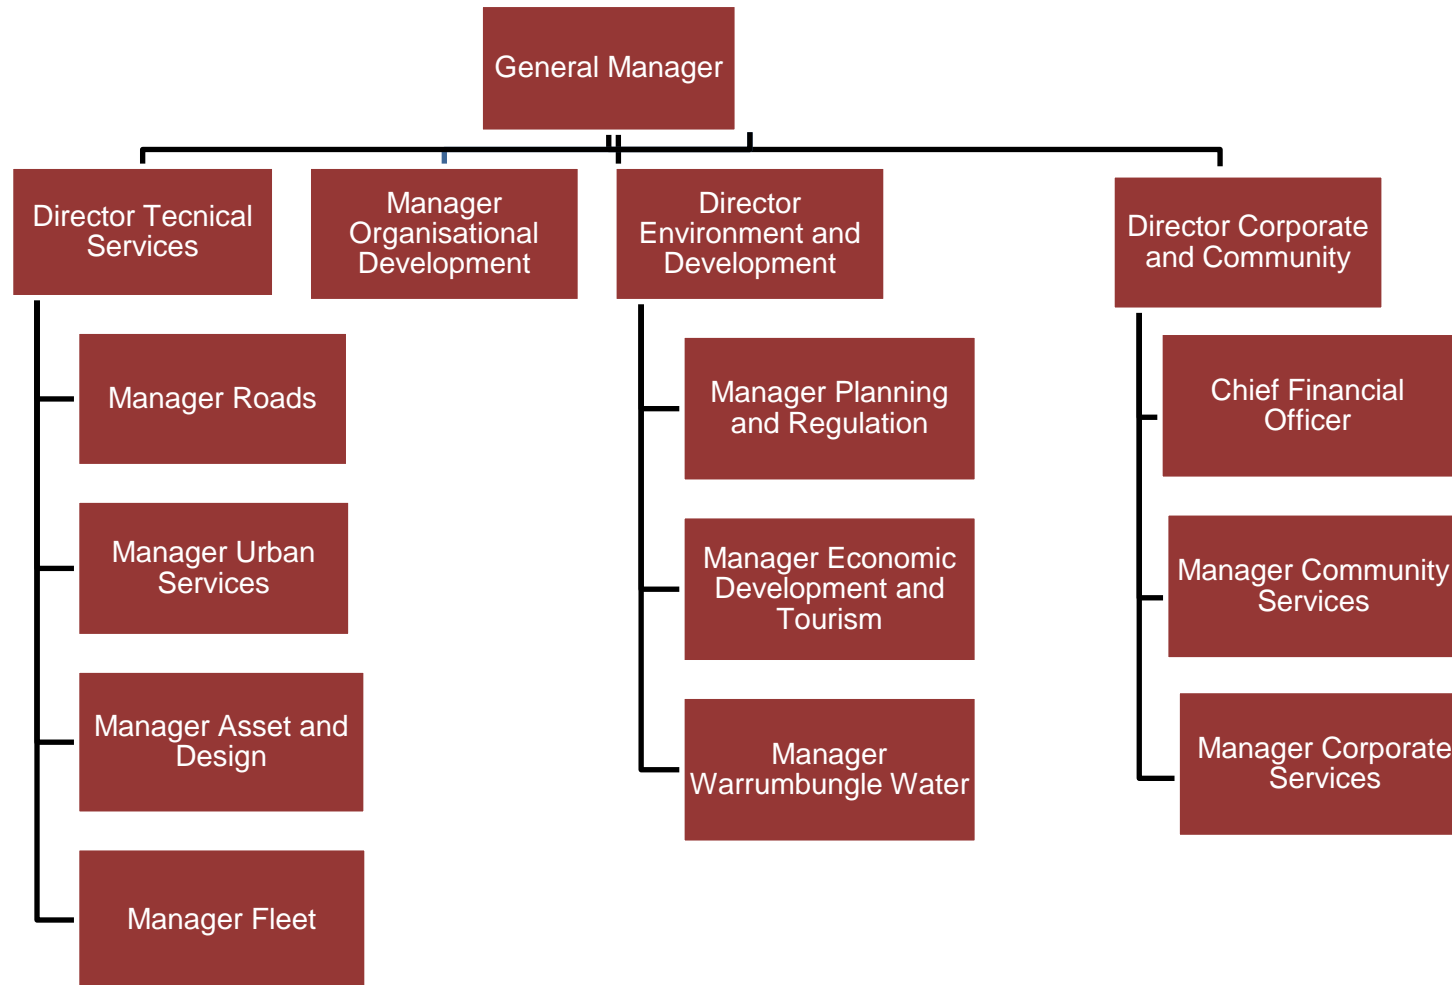 General Manager
Director Tecnical
Services
Manager
Organisational
Development
Director
Environment and
Development
Director Corporate
and Community
Manager Roads
Manager Urban
Services
Manager Asset and
Design
Manager Fleet
Manager Planning
and Regulation
Manager Economic
Development and
Tourism
Manager
Warrumbungle Water
Chief Financial
Officer
Manager Community
Services
Manager Corporate
Services